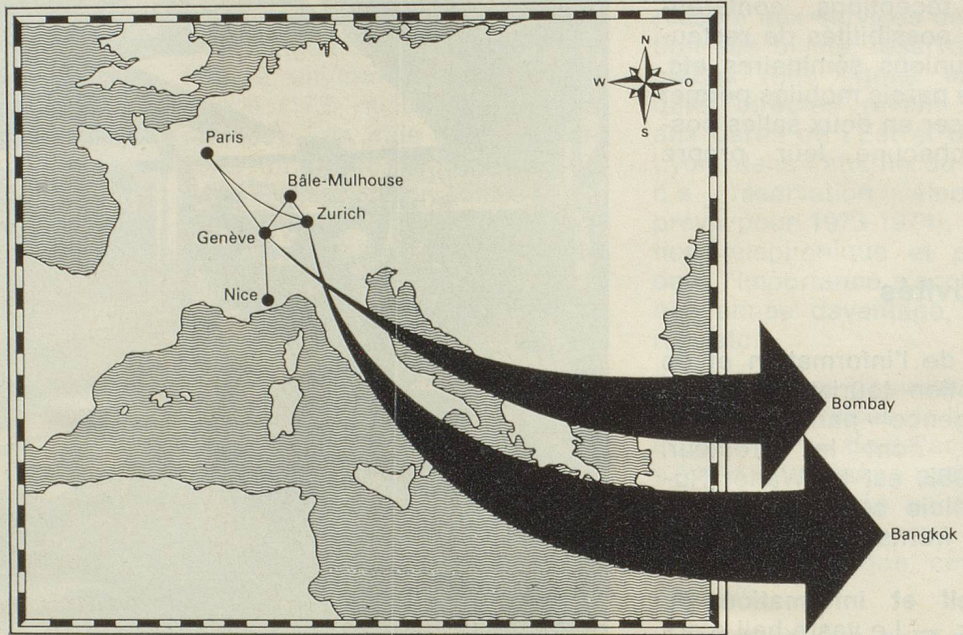 N
W
O
S
Paris
Bâle-Mulhouse
Zurich
Genève
Nice
Bombay
Bangkok